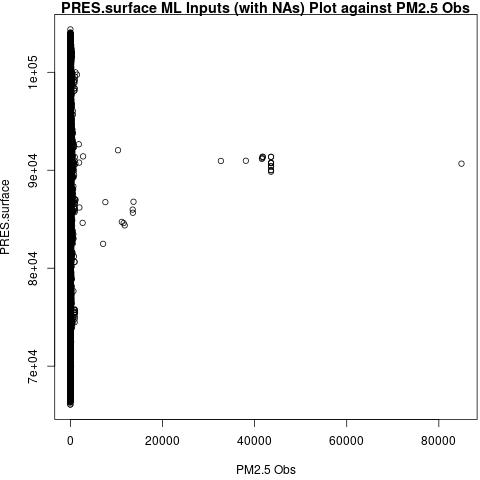 PRES.surface ML Inputs (with NAs) Plot against PM2.5 Obs
1e+05
9e+04
8e+04
7e+04
PRES.surface
0 20000 40000 60000 80000
PM2.5 Obs